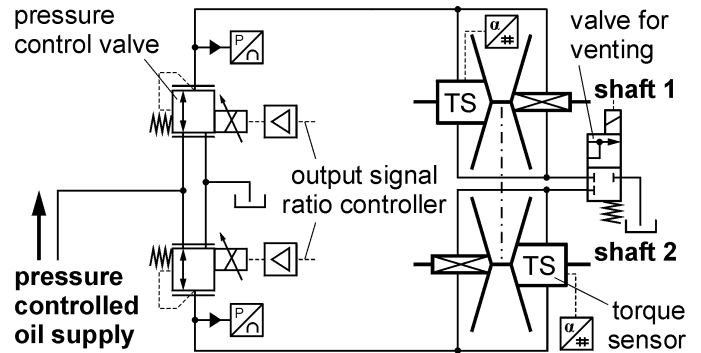 pressure
control valve
P
α
#
valve for
venting
TS
shaft 1
output signal
ratio controller
pressure
controlled
oil supply
TS
shaft 2
P
α
#
torque
sensor